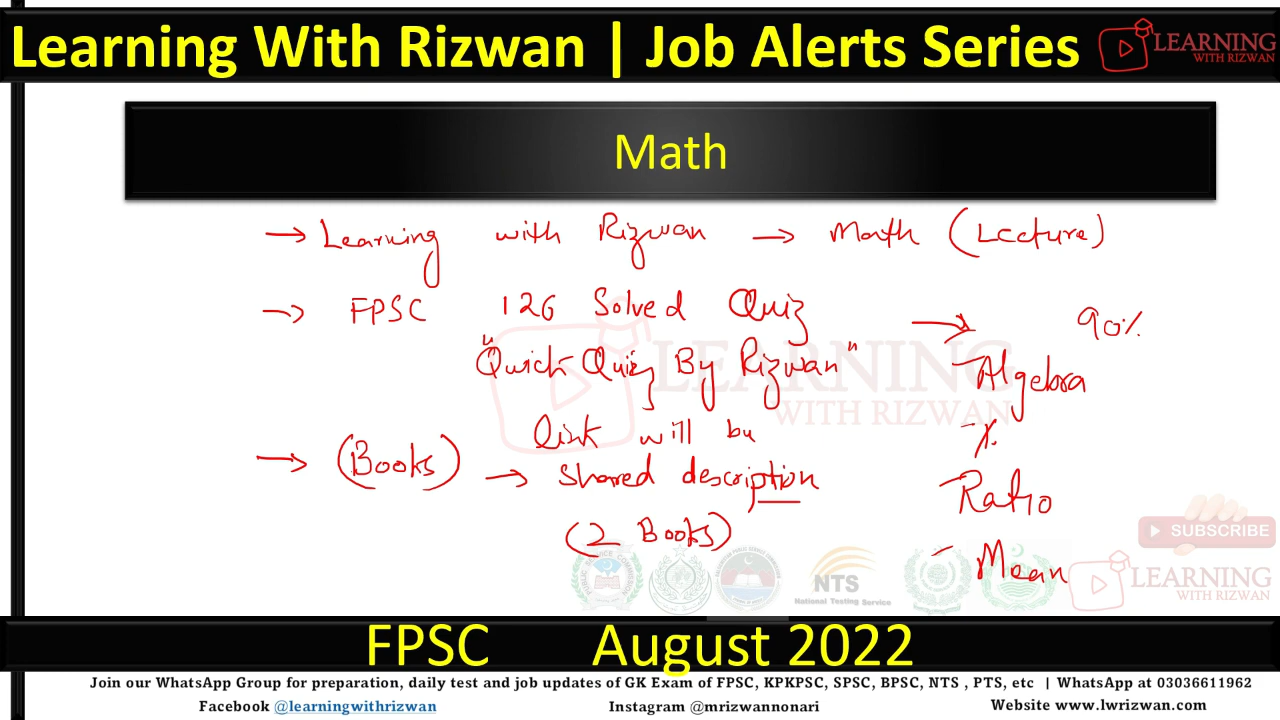 Learning With Rizwan | Job Alerts Series
LEARNING
WITH RIZWAN
Math
→ Learning with Rizwan → Math (Lecture)
→ FPSC 126 Solved Quiz
"Quick Quiz By Rizwan"
→ 90%
- Algebra
- %
- Ratio
- Mean
link will be
→ (Books) → shared description
(2 Books)
LEARNING
WITH RIZWAN
SUBSCRIBE
NTS
National Testing Service
LEARNING
WITH RIZWAN
FPSC August 2022
Join our WhatsApp Group for preparation, daily test and job updates of GK Exam of FPSC, KPKPSC, SPSC, BPSC, NTS , PTS, etc | WhatsApp at 03036611962
Facebook @learningwithrizwan Instagram @mrizwannonari Website www.lwrizwan.com